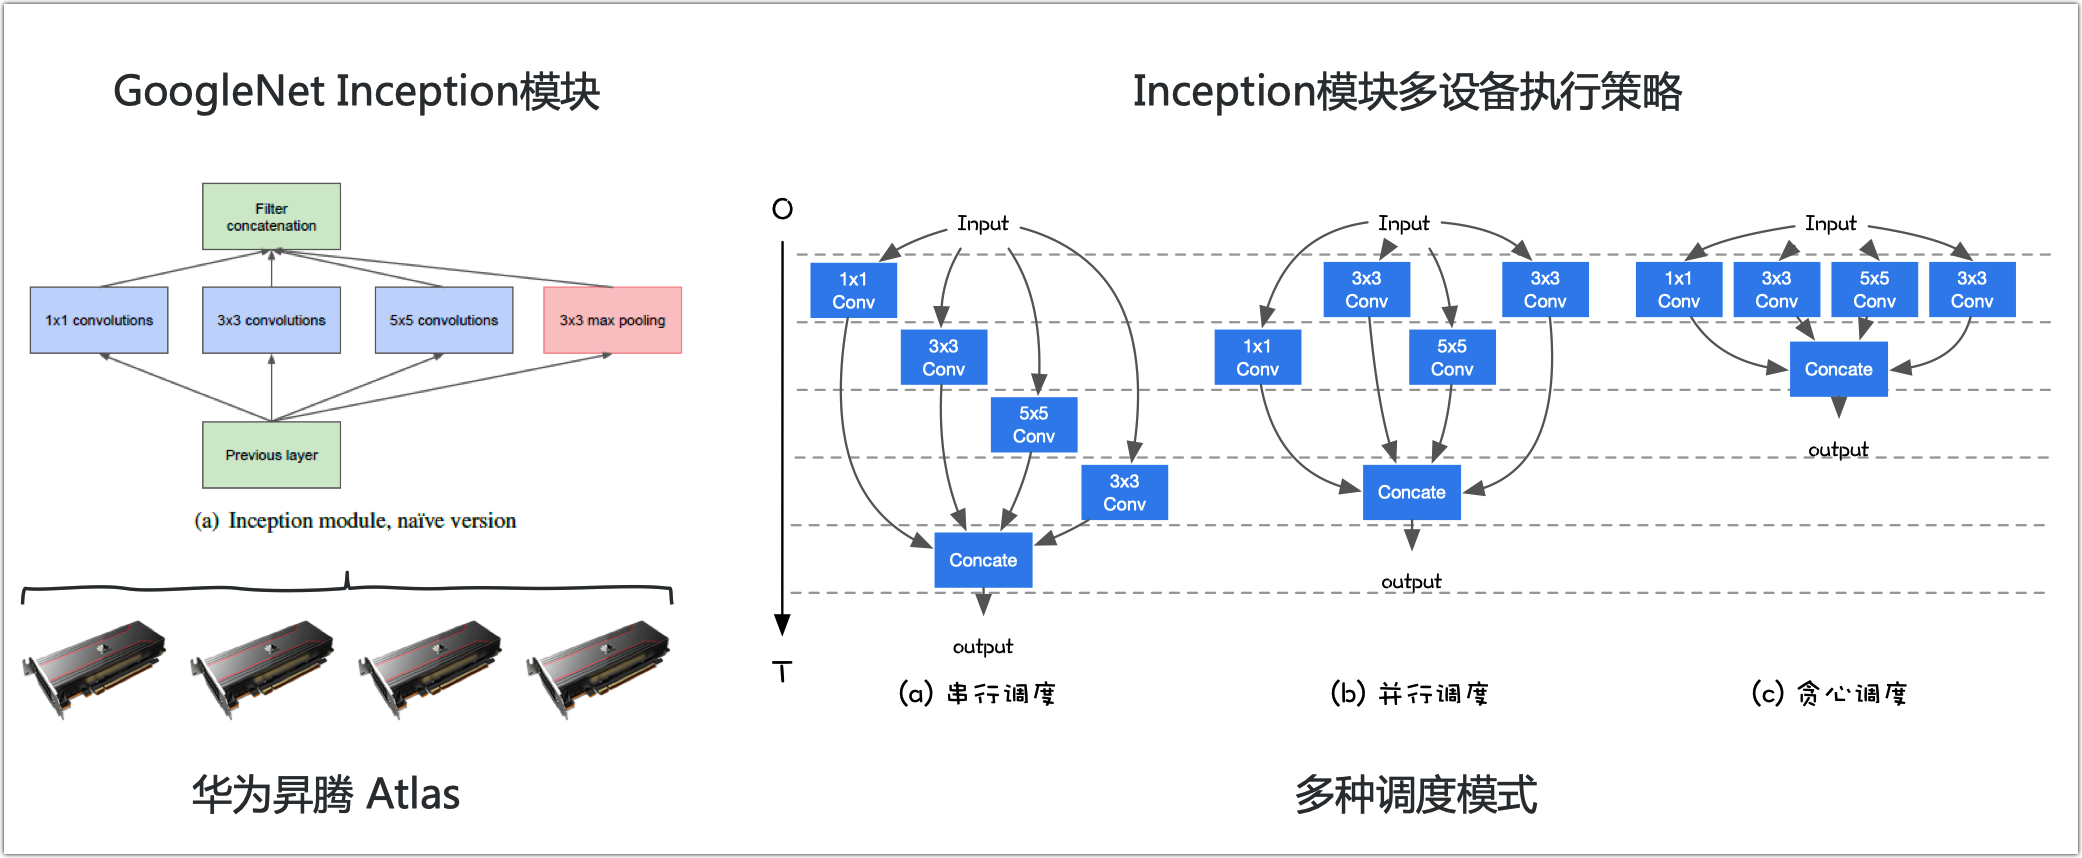 GoogleNet Inception模块
Inception模块多设备执行策略
Filter
concatenation
1x1 convolutions
3x3 convolutions
5x5 convolutions
3x3 max pooling
Previous layer
(a) Inception module, naïve version
华为昇腾 Atlas
O
T
Input
1x1
Conv
3x3
Conv
5x5
Conv
3x3
Conv
Concate
output
(a) 串行调度
Input
3x3
Conv
3x3
Conv
1x1
Conv
5x5
Conv
Concate
output
(b) 并行调度
Input
1x1
Conv
3x3
Conv
5x5
Conv
3x3
Conv
Concate
output
(c) 贪心调度
多种调度模式